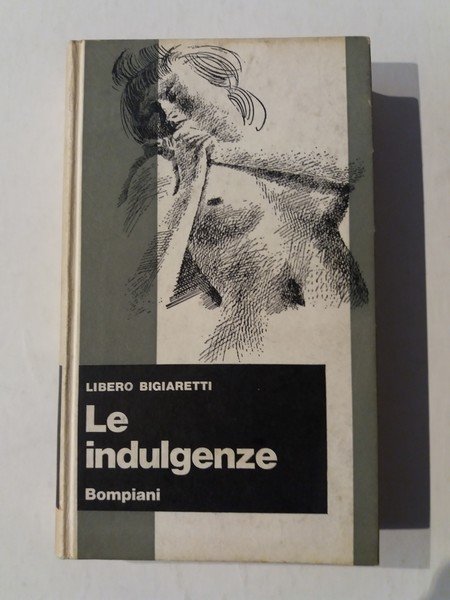 LIBERO BIGIARETTI
Le
indulgenze
Bompiani